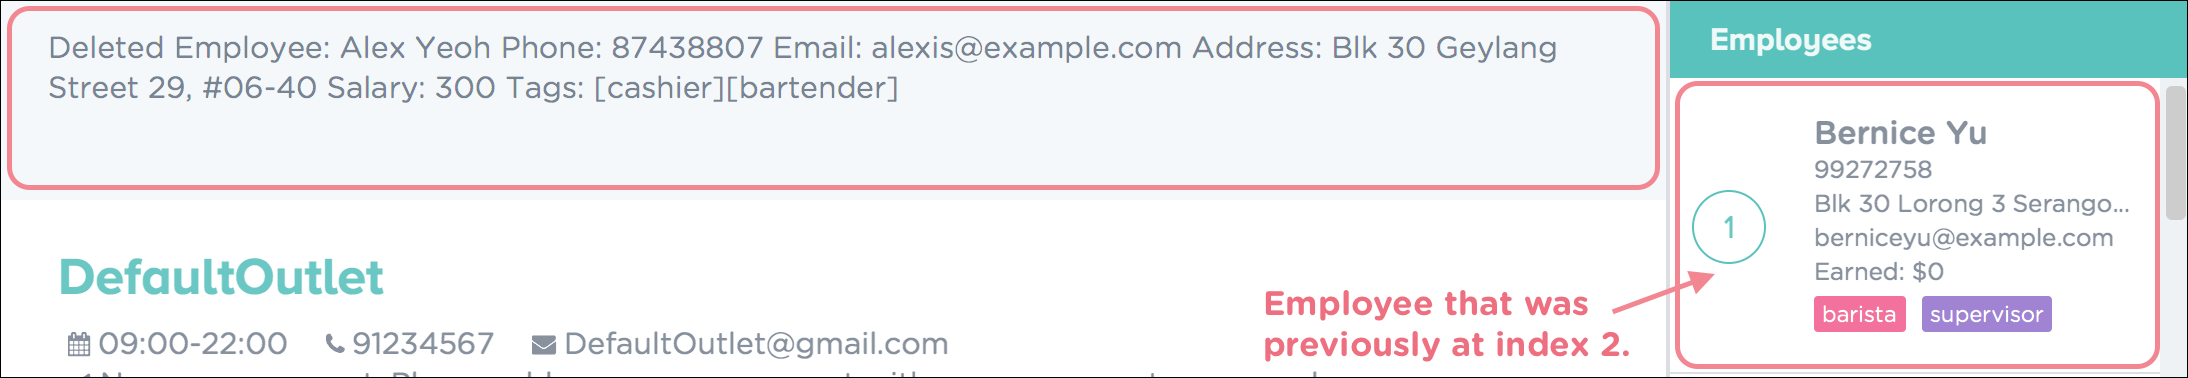 Deleted Employee: Alex Yeoh Phone: 87438807 Email: alexis@example.com Address: Blk 30 Geylang
Street 29, #06-40 Salary: 300 Tags: [cashier][bartender]
DefaultOutlet
09:00-22:00 91234567 DefaultOutlet@gmail.com
Employee that was
previously at index 2.
Employees
1
Bernice Yu
99272758
Blk 30 Lorong 3 Serango...
berniceyu@example.com
Earned: $0
barista supervisor